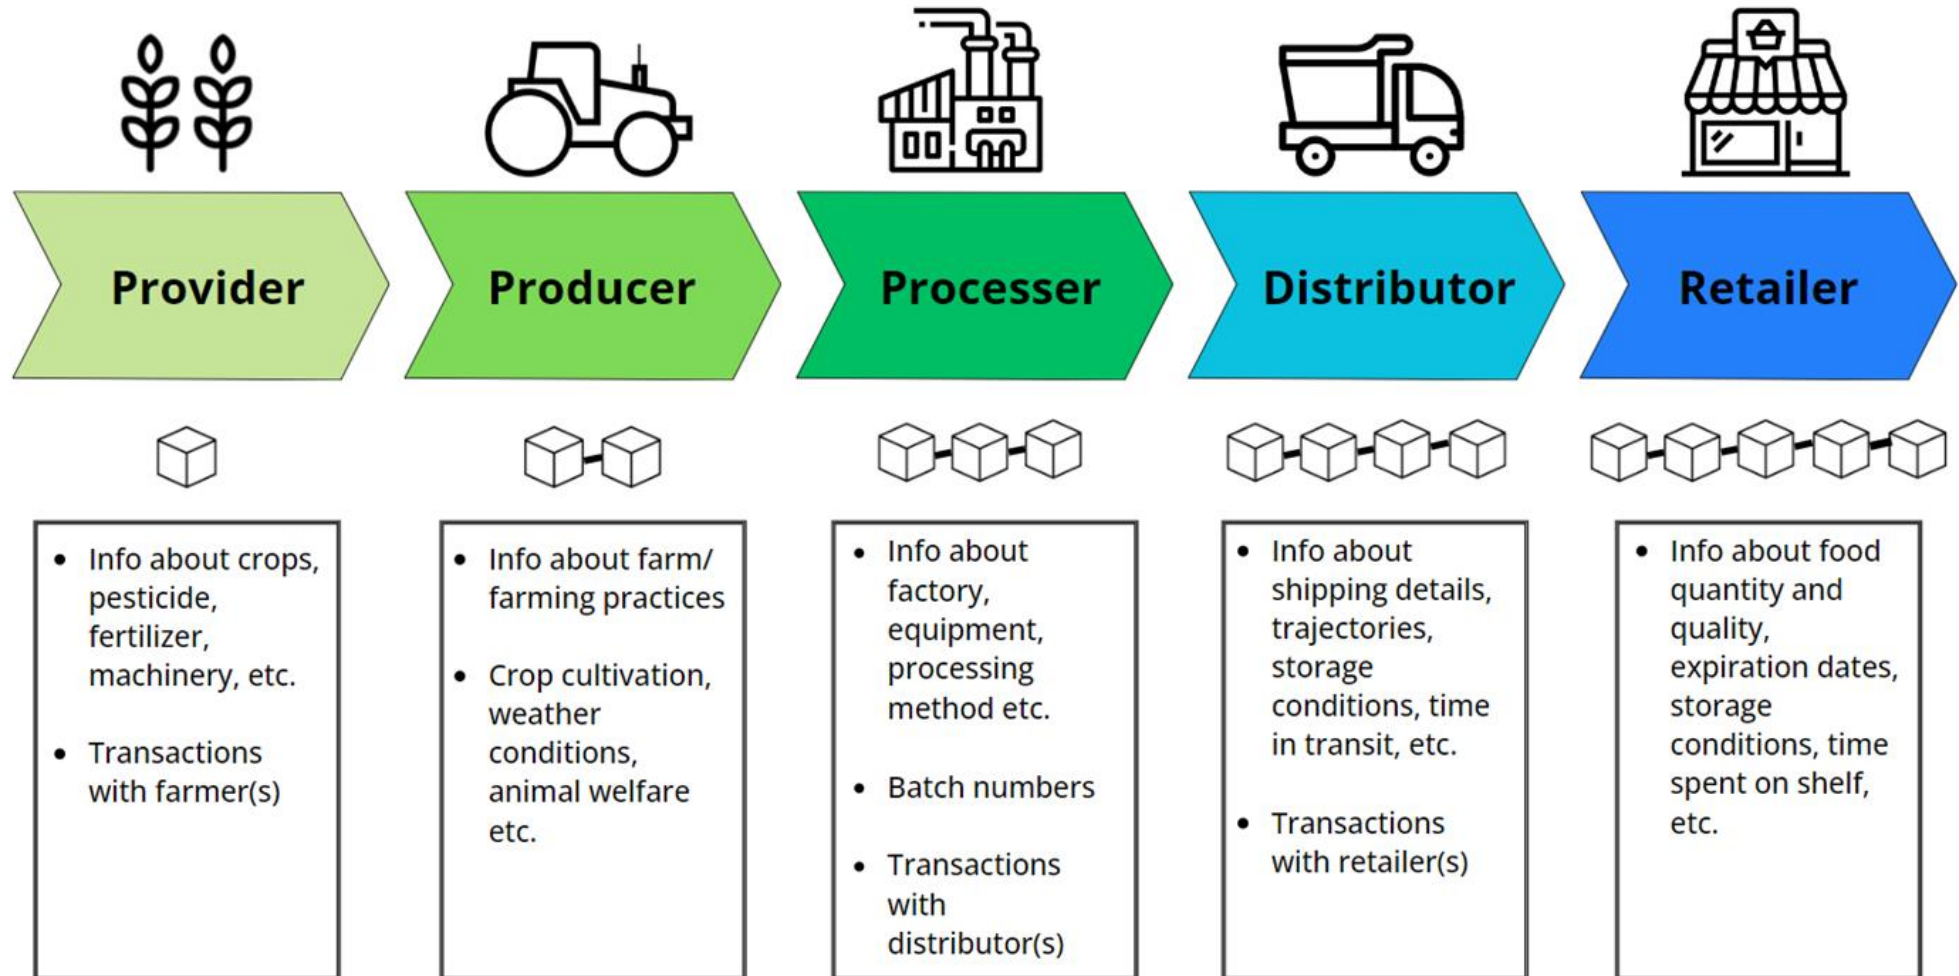 Provider
Producer
Processer
Distributor
Retailer
• Info about crops,
pesticide,
fertilizer,
machinery, etc.
• Transactions
with farmer(s)
• Info about farm/
farming practices
• Crop cultivation,
weather
conditions,
animal welfare
etc.
• Info about
factory,
equipment,
processing
method etc.
• Batch numbers
• Transactions
with
distributor(s)
• Info about
shipping details,
trajectories,
storage
conditions, time
in transit, etc.
• Transactions
with retailer(s)
• Info about food
quantity and
quality,
expiration dates,
storage
conditions, time
spent on shelf,
etc.